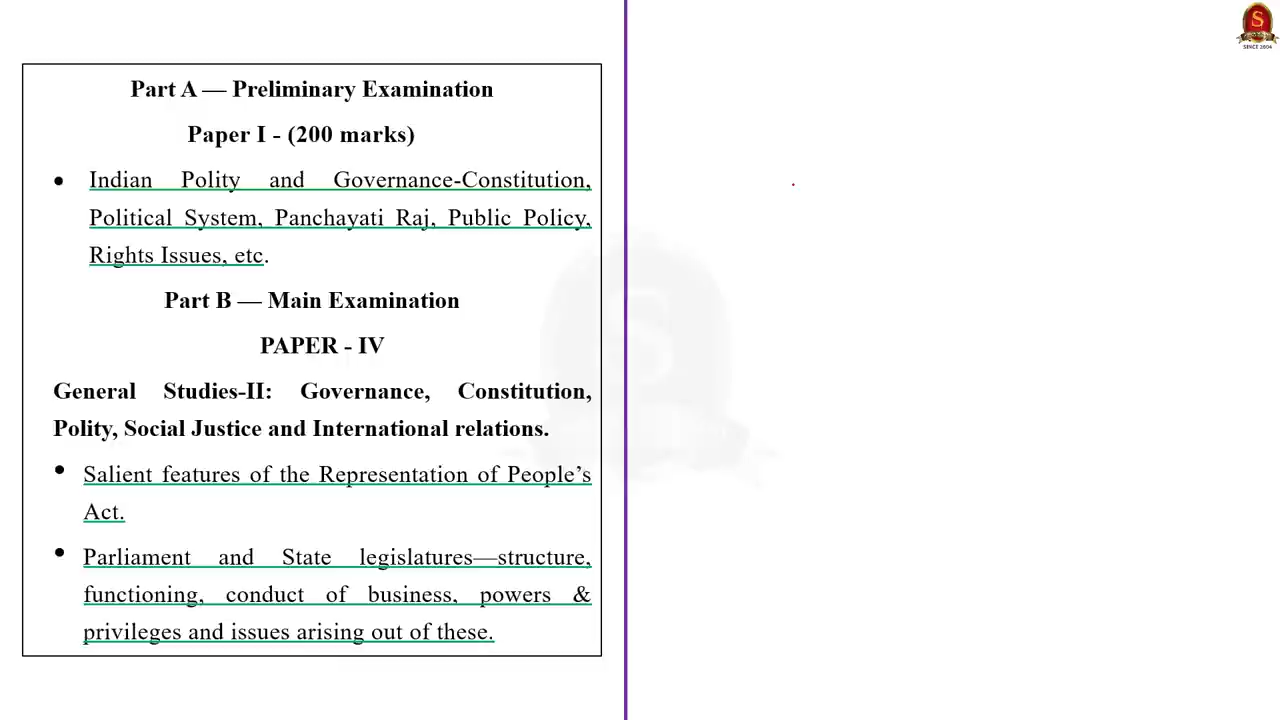 Part A — Preliminary Examination
Paper I - (200 marks)
• Indian Polity and Governance-Constitution,
Political System, Panchayati Raj, Public Policy,
Rights Issues, etc.
Part B — Main Examination
PAPER - IV
General Studies-II: Governance, Constitution,
Polity, Social Justice and International relations.
• Salient features of the Representation of People’s
Act.
• Parliament and State legislatures—structure,
functioning, conduct of business, powers &
privileges and issues arising out of these.
S
SINCE 2004
S